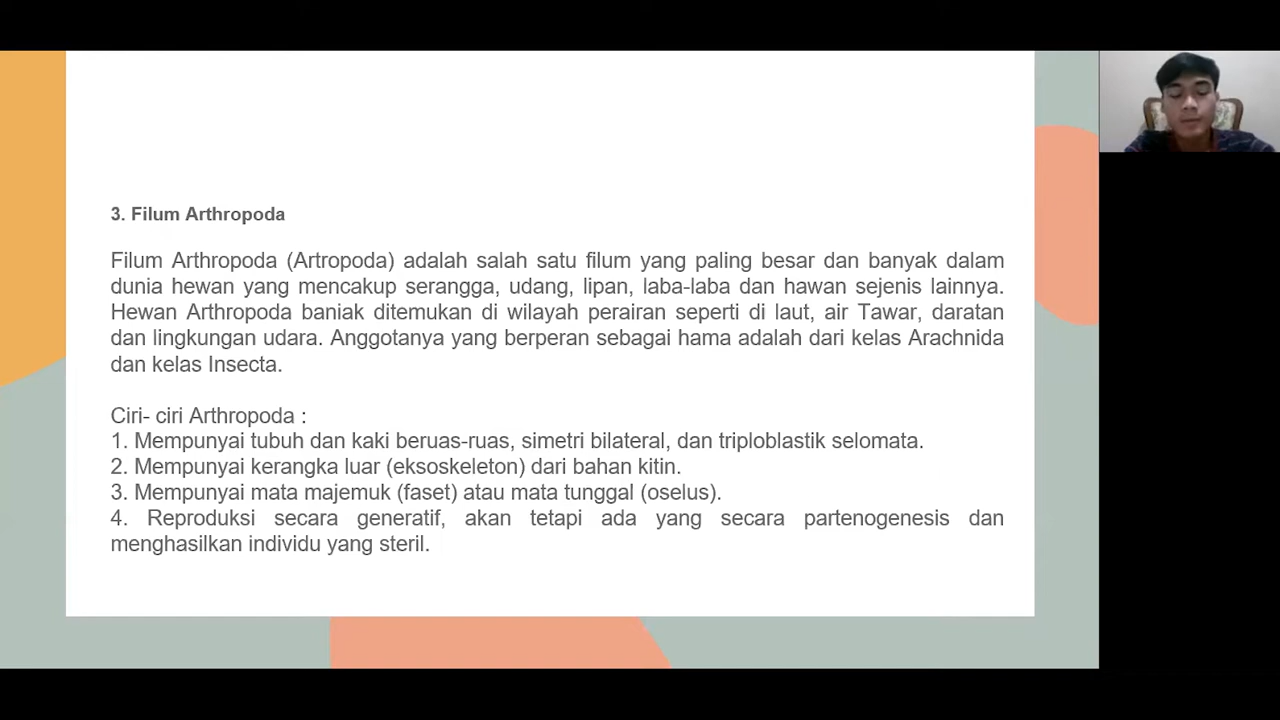 3. Filum Arthropoda
Filum Arthropoda (Artropoda) adalah salah satu filum yang paling besar dan banyak dalam
dunia hewan yang mencakup serangga, udang, lipan, laba-laba dan hawan sejenis lainnya.
Hewan Arthropoda baniak ditemukan di wilayah perairan seperti di laut, air Tawar, daratan
dan lingkungan udara. Anggotanya yang berperan sebagai hama adalah dari kelas Arachnida
dan kelas Insecta.
Ciri- ciri Arthropoda :
1. Mempunyai tubuh dan kaki beruas-ruas, simetri bilateral, dan triploblastik selomata.
2. Mempunyai kerangka luar (eksoskeleton) dari bahan kitin.
3. Mempunyai mata majemuk (faset) atau mata tunggal (oselus).
4. Reproduksi secara generatif, akan tetapi ada yang secara partenogenesis dan
menghasilkan individu yang steril.